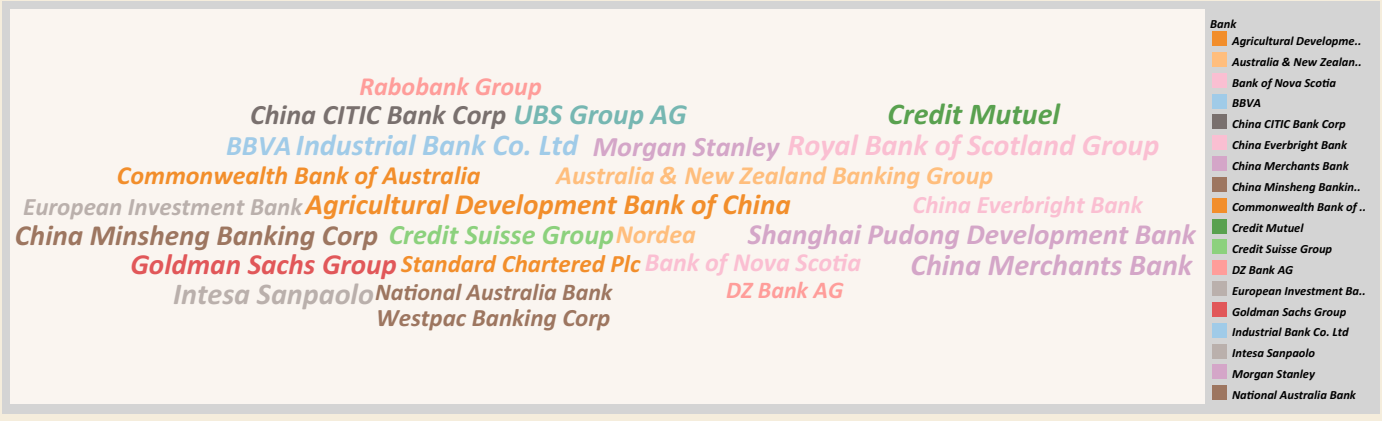 Rabobank Group
China CITIC Bank Corp UBS Group AG Credit Mutuel
BBVA Industrial Bank Co. Ltd Morgan Stanley Royal Bank of Scotland Group
Commonwealth Bank of Australia Australia & New Zealand Banking Group
European Investment Bank Agricultural Development Bank of China China Everbright Bank
China Minsheng Banking Corp Credit Suisse Group Nordea Shanghai Pudong Development Bank
Goldman Sachs Group Standard Chartered Plc Bank of Nova Scotia China Merchants Bank
Intesa Sanpaolo National Australia Bank DZ Bank AG
Westpac Banking Corp
Bank
Agricultural Developme..
Australia & New Zealan..
Bank of Nova Scotia
BBVA
China CITIC Bank Corp
China Everbright Bank
China Merchants Bank
China Minsheng Bankin..
Commonwealth Bank of ..
Credit Mutuel
Credit Suisse Group
DZ Bank AG
European Investment Ba..
Goldman Sachs Group
Industrial Bank Co. Ltd
Intesa Sanpaolo
Morgan Stanley
National Australia Bank